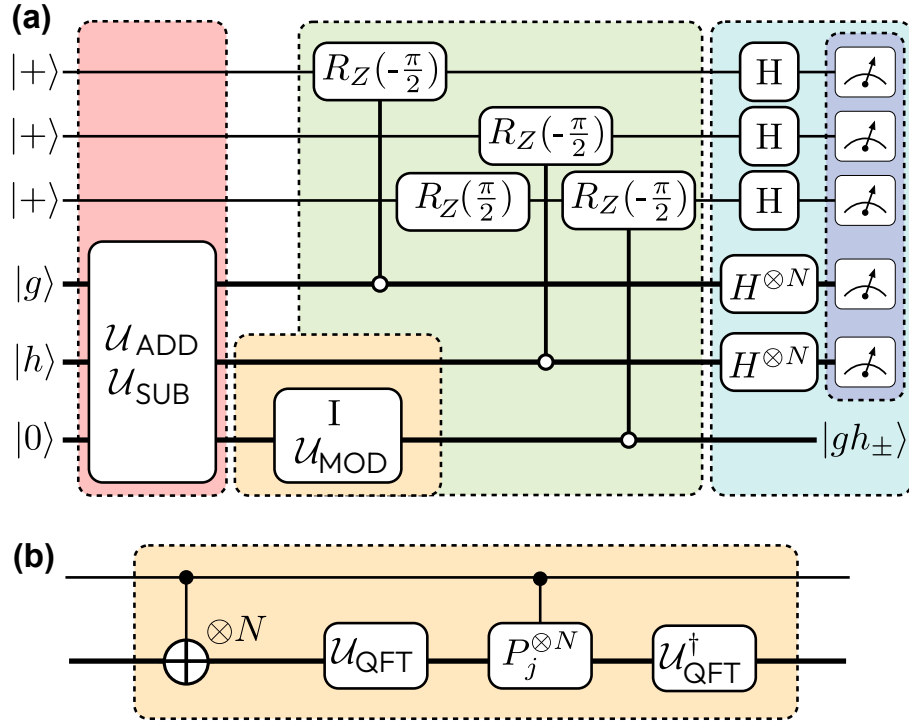 (a)
|+⟩ R_Z(-π/2) H
|+⟩ R_Z(-π/2) H
|+⟩ R_Z(π/2) R_Z(-π/2) H
|g⟩ H^{⊗N}
|h⟩ U_ADD U_SUB H^{⊗N}
|0⟩ I U_MOD |gh_±⟩
(b)
⊗N U_QFT P_j^{⊗N} U_QFT^†